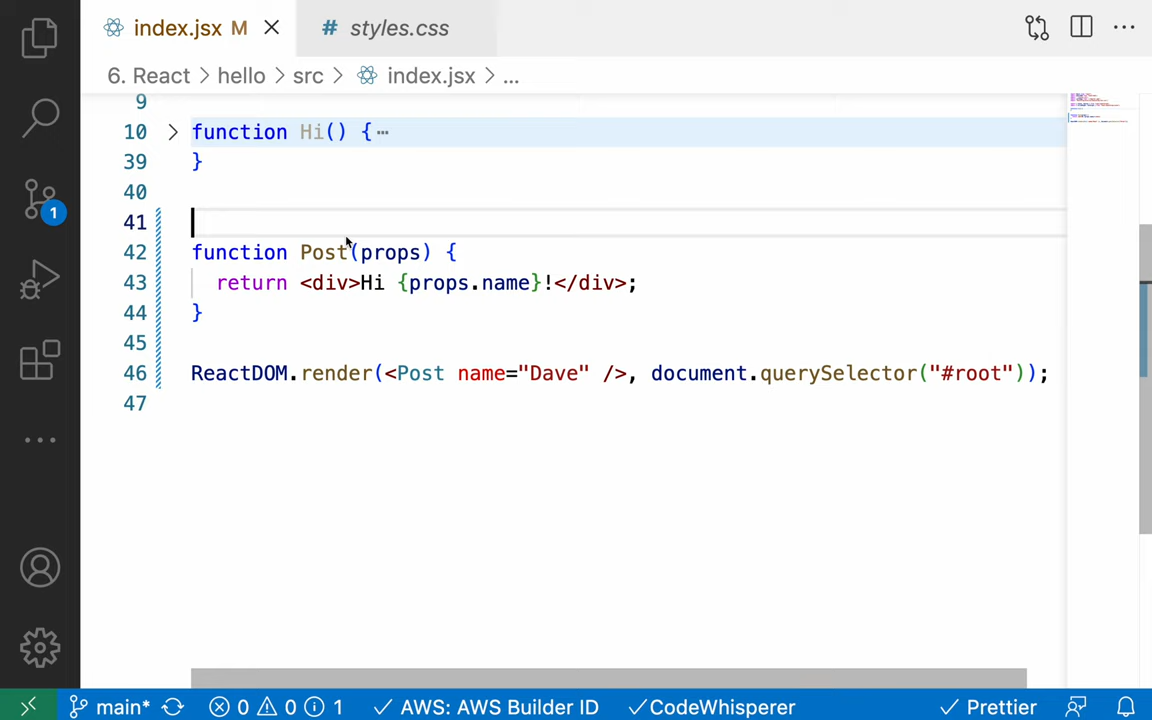 index.jsx M
# styles.css
6. React > hello > src > index.jsx > ...
9
10 > function Hi() { ⋯
39 }
40
41
42 function Post(props) {
43 return <div>Hi {props.name}!</div>;
44 }
45
46 ReactDOM.render(<Post name="Dave" />, document.querySelector("#root"));
47
1
main* 0 0 1 AWS: AWS Builder ID CodeWhisperer Prettier